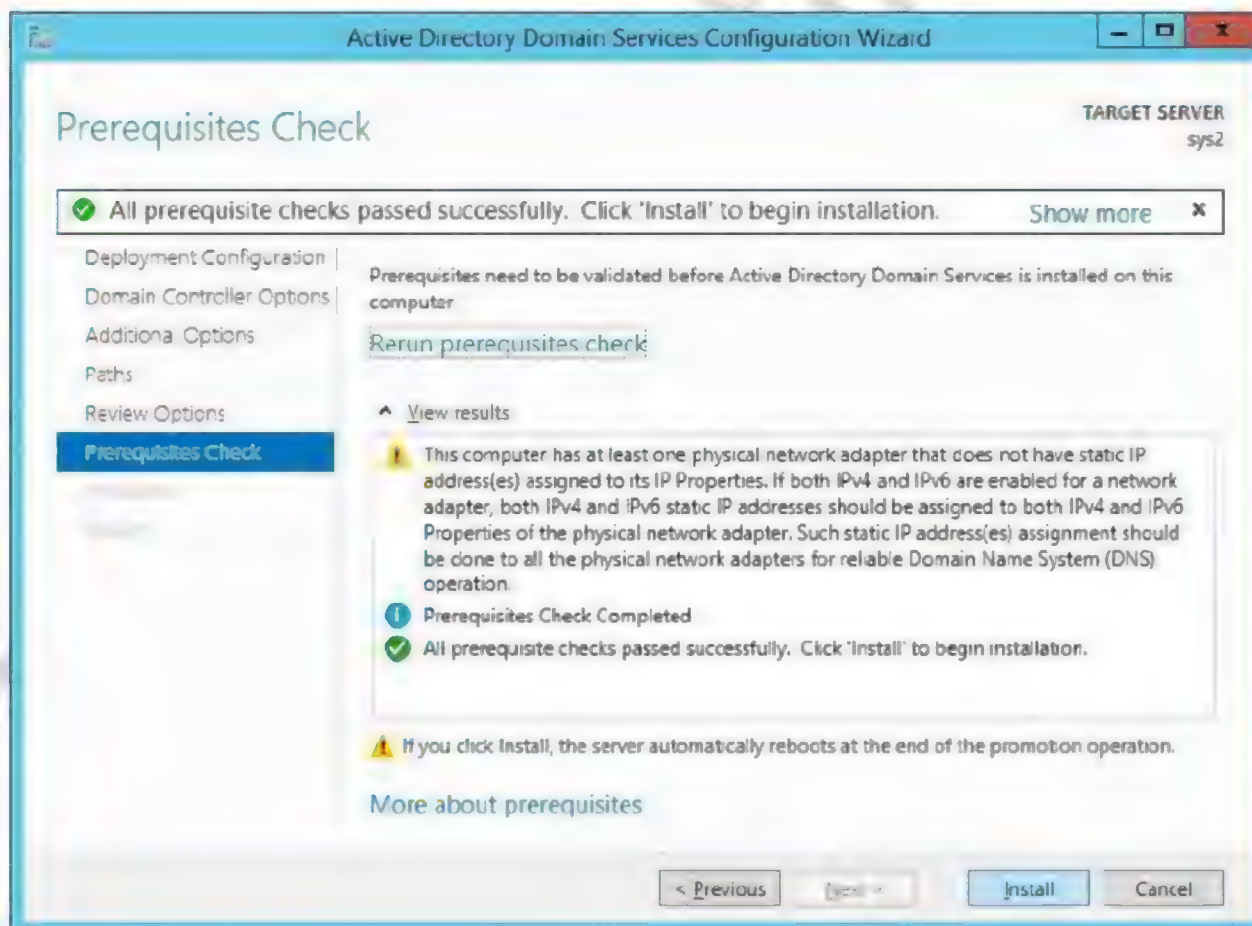 Active Directory Domain Services Configuration Wizard
Prerequisites Check
TARGET SERVER
sys2
All prerequisite checks passed successfully. Click 'Install' to begin installation.
Show more
x
Deployment Configuration
Domain Controller Options
Additional Options
Paths
Review Options
Prerequisites Check
Prerequisites need to be validated before Active Directory Domain Services is installed on this
computer
Rerun prerequisites check
View results
This computer has at least one physical network adapter that does not have static IP
address(es) assigned to its IP Properties. If both IPv4 and IPv6 are enabled for a network
adapter, both IPv4 and IPv6 static IP addresses should be assigned to both IPv4 and IPv6
Properties of the physical network adapter. Such static IP address(es) assignment should
be done to all the physical network adapters for reliable Domain Name System (DNS)
operation.
Prerequisites Check Completed
All prerequisite checks passed successfully. Click 'Install' to begin installation.
If you click Install, the server automatically reboots at the end of the promotion operation.
More about prerequisites
< Previous
Next >
Install
Cancel